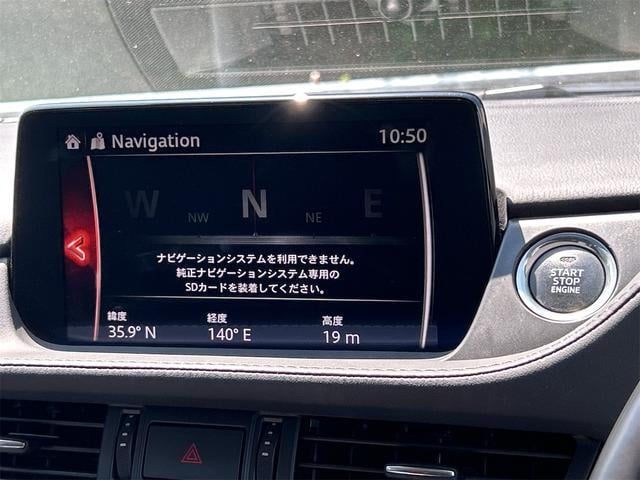 Navigation 10:50
W NW N NE E
ナビゲーションシステムを利用できません。
純正ナビゲーションシステム専用の
SDカードを装着してください。
緯度 経度 高度
35.9° N 140° E 19 m
START
STOP
ENGINE